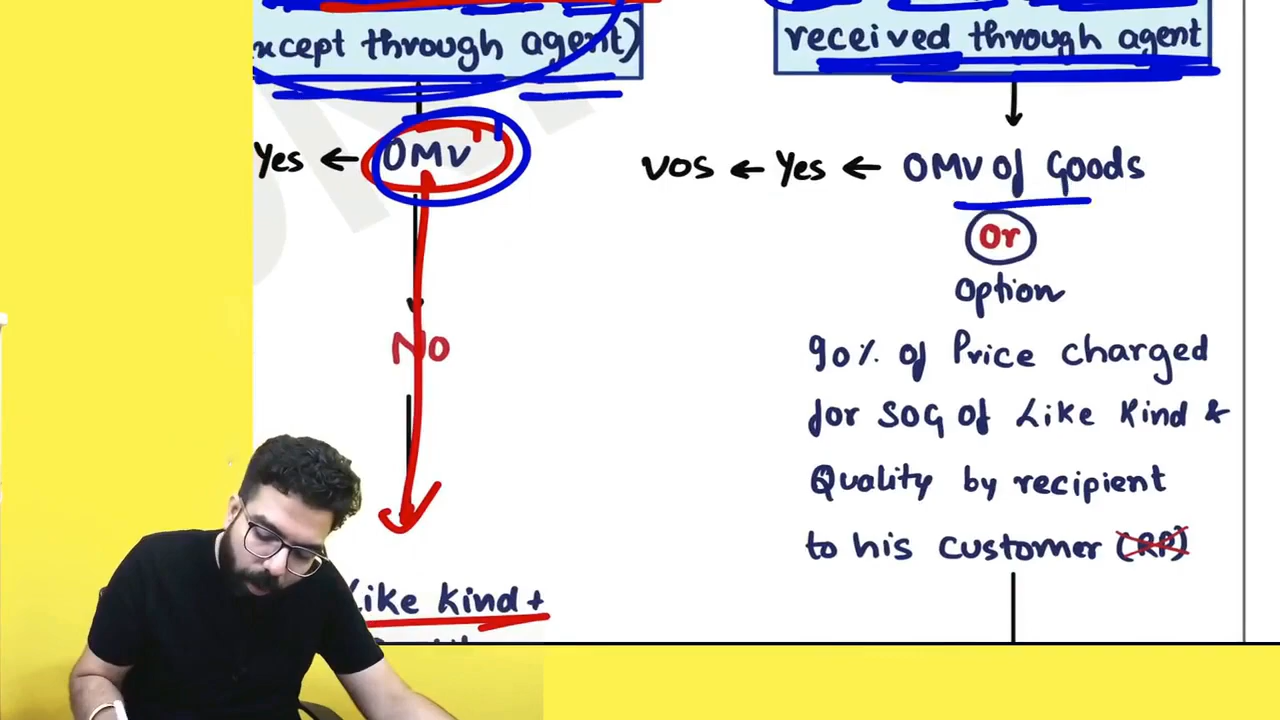 xcept through agent)
Yes ← OMV
No
Like Kind +
received through agent
VOS ← Yes ← OMV of Goods
Or
Option
90% of Price charged
for SOG of Like Kind &
Quality by recipient
to his customer (RP)